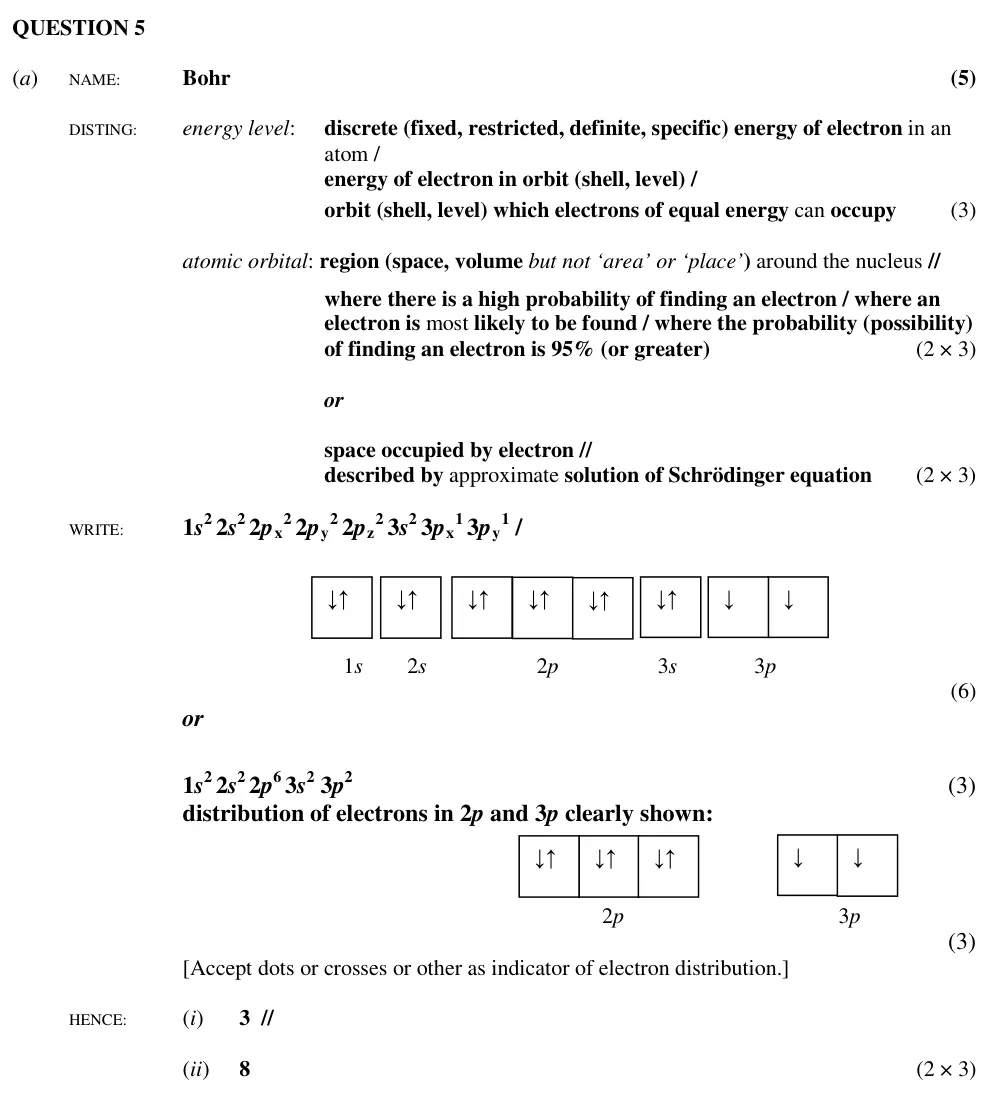 QUESTION 5
(a) NAME: Bohr (5)
DISTING: energy level: discrete (fixed, restricted, definite, specific) energy of electron in an
atom /
energy of electron in orbit (shell, level) /
orbit (shell, level) which electrons of equal energy can occupy (3)
atomic orbital: region (space, volume but not ‘area’ or ‘place’) around the nucleus //
where there is a high probability of finding an electron / where an
electron is most likely to be found / where the probability (possibility)
of finding an electron is 95% (or greater) (2 × 3)
or
space occupied by electron //
described by approximate solution of Schrödinger equation (2 × 3)
WRITE: 1s² 2s² 2pₓ² 2p_y² 2p_z² 3s² 3pₓ¹ 3p_y¹ /
↓↑ ↓↑ ↓↑ ↓↑ ↓↑ ↓↑ ↓ ↓
1s 2s 2p 3s 3p
(6)
or
1s² 2s² 2p⁶ 3s² 3p² (3)
distribution of electrons in 2p and 3p clearly shown:
↓↑ ↓↑ ↓↑ ↓ ↓
2p 3p
(3)
[Accept dots or crosses or other as indicator of electron distribution.]
HENCE: (i) 3 //
(ii) 8 (2 × 3)